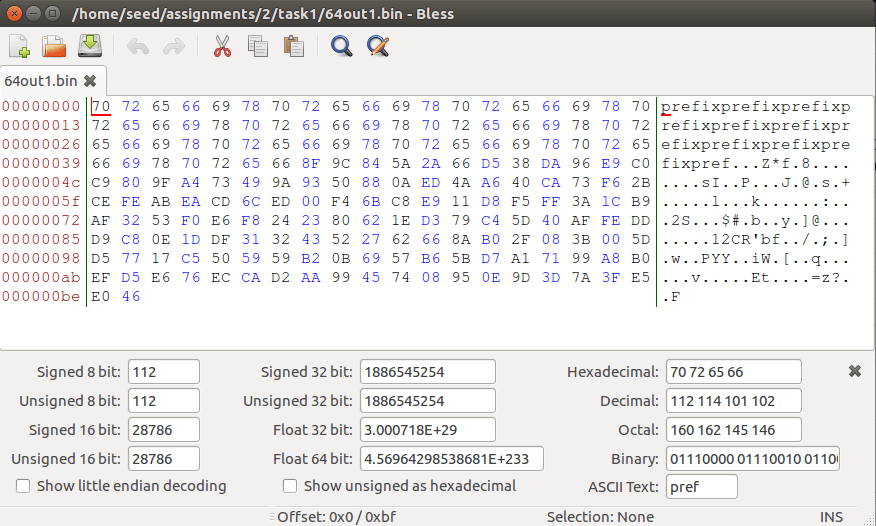 /home/seed/assignments/2/task1/64out1.bin - Bless
64out1.bin
00000000 70 72 65 66 69 78 70 72 65 66 69 78 70 72 65 66 69 78 70 prefixprefixprefixp
00000013 72 65 66 69 78 70 72 65 66 69 78 70 72 65 66 69 78 70 72 refixprefixprefixpr
00000026 65 66 69 78 70 72 65 66 69 78 70 72 65 66 69 78 70 72 65 efixprefixprefixpre
00000039 66 69 78 70 72 65 66 8F 9C 84 5A 2A 66 D5 38 DA 96 E9 C0 fixpref...Z*f.8....
0000004c C9 80 9F A4 73 49 9A 93 50 88 0A ED 4A A6 40 CA 73 F6 2B ....sI..P...J.@.s.+
0000005f CE FE AB EA CD 6C ED 00 F4 6B C8 E9 11 D8 F5 FF 3A 1C B9 .....l...k......:..
00000072 AF 32 53 F0 E6 F8 24 23 80 62 1E D3 79 C4 5D 40 AF FE DD .2S...$#.b..y.]@...
00000085 D9 C8 0E 1D DF 31 32 43 52 27 62 66 8A B0 2F 08 3B 00 5D .....12CR'bf../.;.]
00000098 D5 77 17 C5 50 59 59 B2 0B 69 57 B6 5B D7 A1 71 99 A8 B0 .w..PYY..iW.[..q...
000000ab EF D5 E6 76 EC CA D2 AA 99 45 74 08 95 0E 9D 3D 7A 3F E5 ...v.....Et....=z?.
000000be E0 46 .F
Signed 8 bit: 112 Signed 32 bit: 1886545254 Hexadecimal: 70 72 65 66
Unsigned 8 bit: 112 Unsigned 32 bit: 1886545254 Decimal: 112 114 101 102
Signed 16 bit: 28786 Float 32 bit: 3.000718E+29 Octal: 160 162 145 146
Unsigned 16 bit: 28786 Float 64 bit: 4.56964298538681E+233 Binary: 01110000 01110010 0110
Show little endian decoding Show unsigned as hexadecimal ASCII Text: pref
Offset: 0x0 / 0xbf Selection: None INS